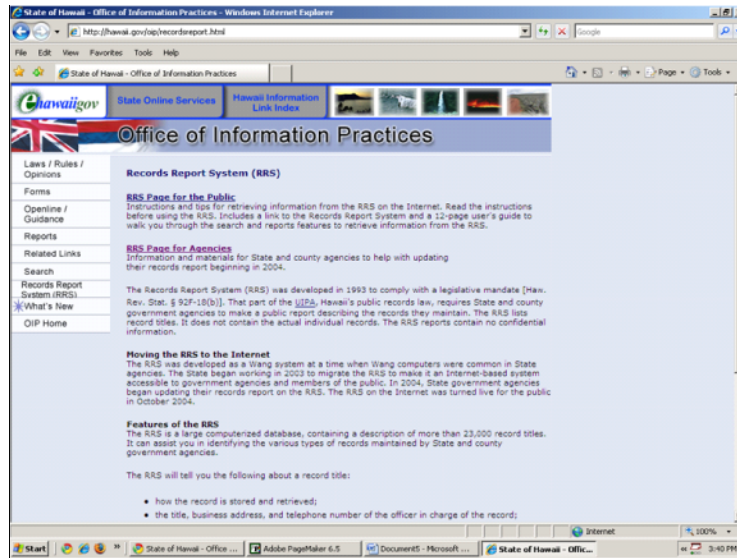 State of Hawaii - Office of Information Practices - Windows Internet Explorer
http://hawaii.gov/oip/recordsreport.html
Google
File Edit View Favorites Tools Help
State of Hawaii - Office of Information Practices
Page Tools
ehawaiigov
State Online Services
Hawaii Information
Link Index
Office of Information Practices
Laws / Rules /
Opinions
Forms
Openline /
Guidance
Reports
Related Links
Search
Records Report
System (RRS)
What's New
OIP Home
Records Report System (RRS)
RRS Page for the Public
Instructions and tips for retrieving information from the RRS on the Internet. Read the instructions
before using the RRS. Includes a link to the Records Report System and a 12-page user's guide to
walk you through the search and reports features to retrieve information from the RRS.
RRS Page for Agencies
Information and materials for State and county agencies to help with updating
their records report beginning in 2004.
The Records Report System (RRS) was developed in 1993 to comply with a legislative mandate [Haw.
Rev. Stat. § 92F-18(b)]. That part of the UIPA, Hawaii's public records law, requires State and county
government agencies to make a public report describing the records they maintain. The RRS lists
record titles. It does not contain the actual individual records. The RRS reports contain no confidential
information.
Moving the RRS to the Internet
The RRS was developed as a Wang system at a time when Wang computers were common in State
agencies. The State began working in 2003 to migrate the RRS to make it an Internet-based system
accessible to government agencies and members of the public. In 2004, State government agencies
began updating their records report on the RRS. The RRS on the Internet was turned live for the public
in October 2004.
Features of the RRS
The RRS is a large computerized database, containing a description of more than 23,000 record titles.
It can assist you in identifying the various types of records maintained by State and county
government agencies.
The RRS will tell you the following about a record title:
• how the record is stored and retrieved;
• the title, business address, and telephone number of the officer in charge of the record;
Internet 100%
Start
State of Hawaii - Office ...
Adobe PageMaker 6.5
Document5 - Microsoft ...
State of Hawaii - Offic...
3:40 PM